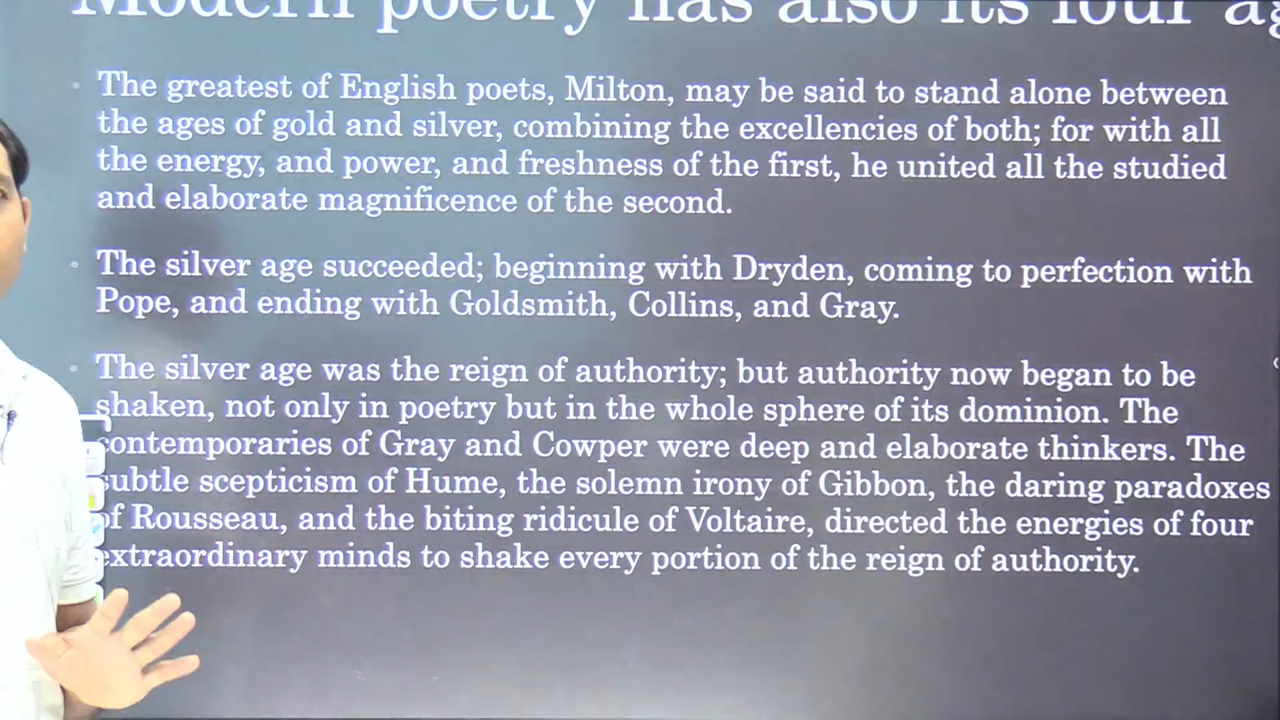 Modern poetry has also its four ag
The greatest of English poets, Milton, may be said to stand alone between
the ages of gold and silver, combining the excellencies of both; for with all
the energy, and power, and freshness of the first, he united all the studied
and elaborate magnificence of the second.
The silver age succeeded; beginning with Dryden, coming to perfection with
Pope, and ending with Goldsmith, Collins, and Gray.
The silver age was the reign of authority; but authority now began to be
shaken, not only in poetry but in the whole sphere of its dominion. The
contemporaries of Gray and Cowper were deep and elaborate thinkers. The
subtle scepticism of Hume, the solemn irony of Gibbon, the daring paradoxes
of Rousseau, and the biting ridicule of Voltaire, directed the energies of four
extraordinary minds to shake every portion of the reign of authority.